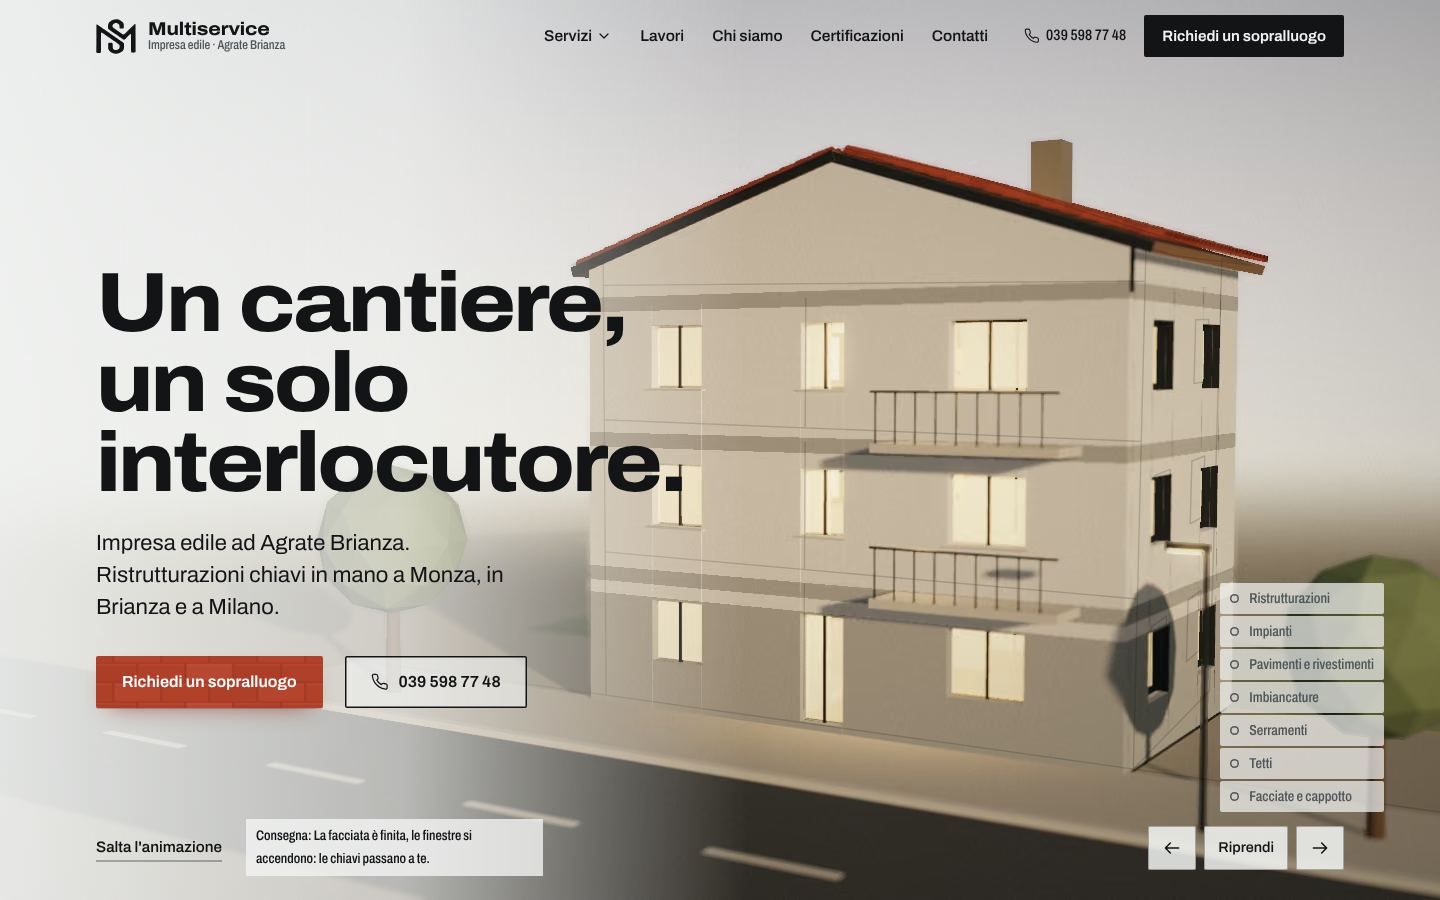 Multiservice
Impresa edile · Agrate Brianza
Servizi
Lavori
Chi siamo
Certificazioni
Contatti
039 598 77 48
Richiedi un sopralluogo
Un cantiere,
un solo
interlocutore.
Impresa edile ad Agrate Brianza.
Ristrutturazioni chiavi in mano a Monza, in
Brianza e a Milano.
Richiedi un sopralluogo
039 598 77 48
Ristrutturazioni
Impianti
Pavimenti e rivestimenti
Imbiancature
Serramenti
Tetti
Facciate e cappotto
Salta l'animazione
Consegna: La facciata è finita, le finestre si
accendono: le chiavi passano a te.
Riprendi